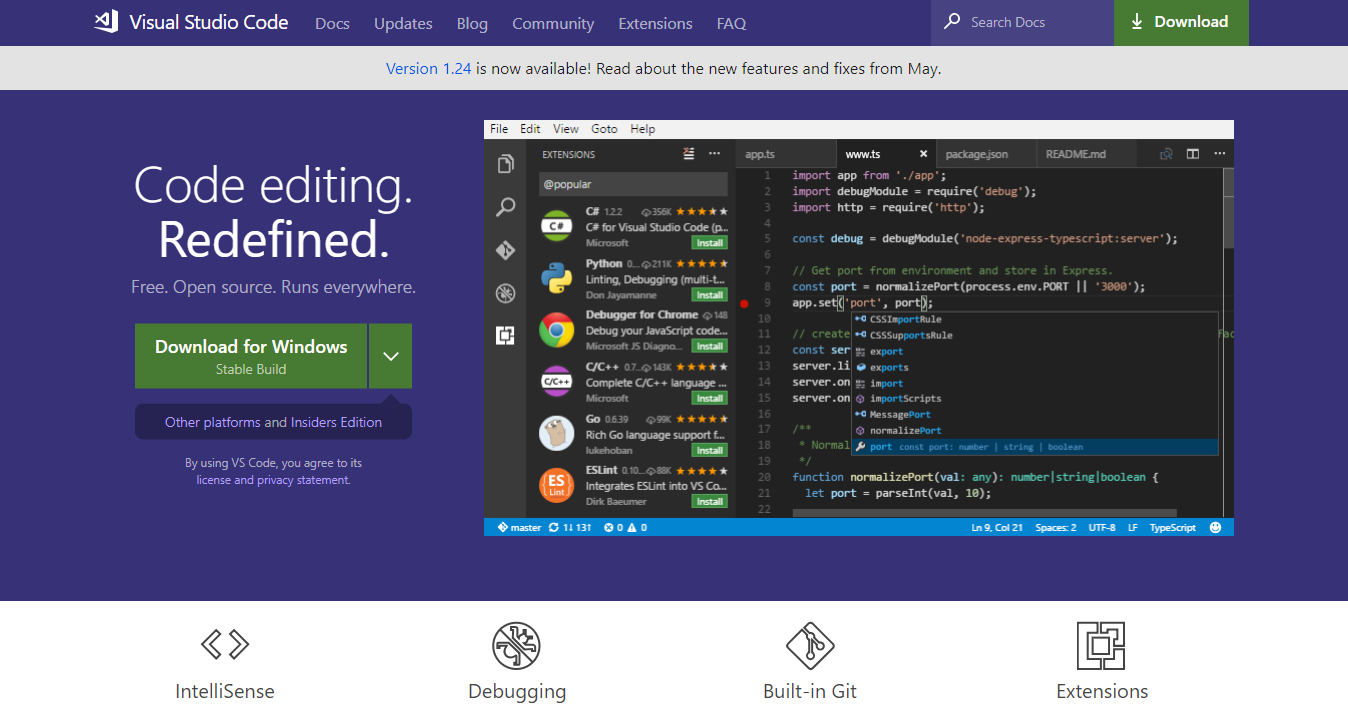 Visual Studio Code Docs Updates Blog Community Extensions FAQ Search Docs Download
Version 1.24 is now available! Read about the new features and fixes from May.
Code editing.
Redefined.
Free. Open source. Runs everywhere.
Download for Windows
Stable Build
Other platforms and Insiders Edition
By using VS Code, you agree to its
license and privacy statement.
File Edit View Goto Help
EXTENSIONS
@popular
C# 1.2.2 356K
C# for Visual Studio Code (p...
Microsoft Install
Python 0... 211K
Linting, Debugging (multi-t...
Don Jayamanne Install
Debugger for Chrome 148
Debug your JavaScript code...
Microsoft JS Diagno... Install
C/C++ 0.7... 143K
Complete C/C++ language ...
Microsoft Install
Go 0.6.39 99K
Rich Go language support f...
lukehoban Install
ESLint 0.10... 88K
Integrates ESLint into VS Co...
Dirk Baeumer Install
C#
C/C++
ES
Lint
app.ts www.ts package.json README.md
1 import app from './app';
2 import debugModule = require('debug');
3 import http = require('http');
4
5 const debug = debugModule('node-express-typescript:server');
6
7 // Get port from environment and store in Express.
8 const port = normalizePort(process.env.PORT || '3000');
9 app.set('port', port);
10
11 // create fac
12 const ser
13 server.li
14 server.on
15 server.on
16
17 /**
18 * Normal
19 */
20 function normalizePort(val: any): number|string|boolean {
21 let port = parseInt(val, 10);
22
CSSImportRule
CSSSupportsRule
export
exports
import
importScripts
MessagePort
normalizePort
port const port: number | string | boolean
master 1↓ 13↑ 0 0 Ln 9, Col 21 Spaces: 2 UTF-8 LF TypeScript
IntelliSense Debugging Built-in Git Extensions